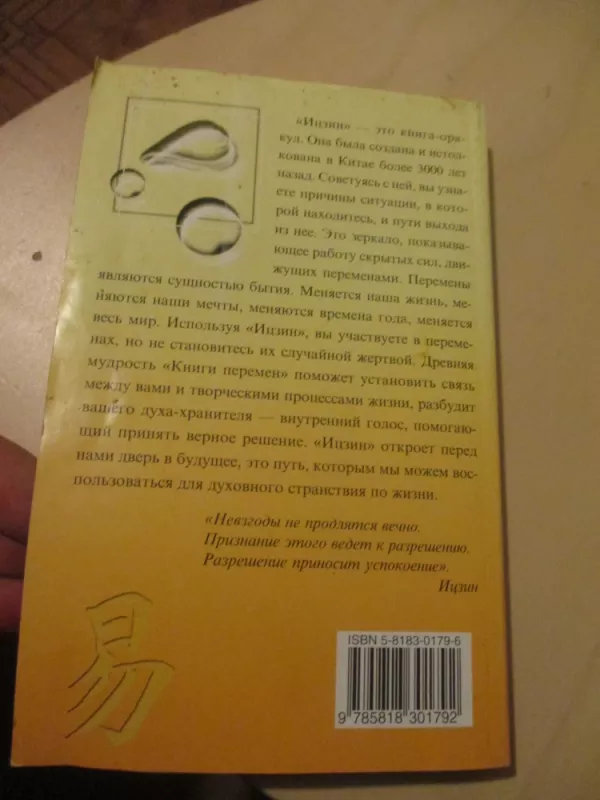 «Ицзин» — это книга-ора-
кул. Она была создана и истол-
кована в Китае более 3000 лет
назад. Советуясь с ней, вы узна-
ете причины ситуации, в кото-
рой находитесь, и пути выхода
из нее. Это зеркало, показыва-
ющее работу скрытых сил, дви-
жущих переменами. Перемены
являются сущностью бытия. Меняется наша жизнь, ме-
няются наши мечты, меняются времена года, меняется
весь мир. Используя «Ицзин», вы участвуете в переме-
нах, но не становитесь их случайной жертвой. Древняя
мудрость «Книги перемен» поможет установить связь
между вами и творческими процессами жизни, разбудит
вашего духа-хранителя — внутренний голос, помогаю-
щий принять верное решение. «Ицзин» откроет перед
нами дверь в будущее, это путь, которым мы можем вос-
пользоваться для духовного странствия по жизни.
«Невзгоды не продлятся вечно.
Признание этого ведет к разрешению.
Разрешение приносит успокоение».
Ицзин
易
ISBN 5-8183-0179-6
9 785818 301792